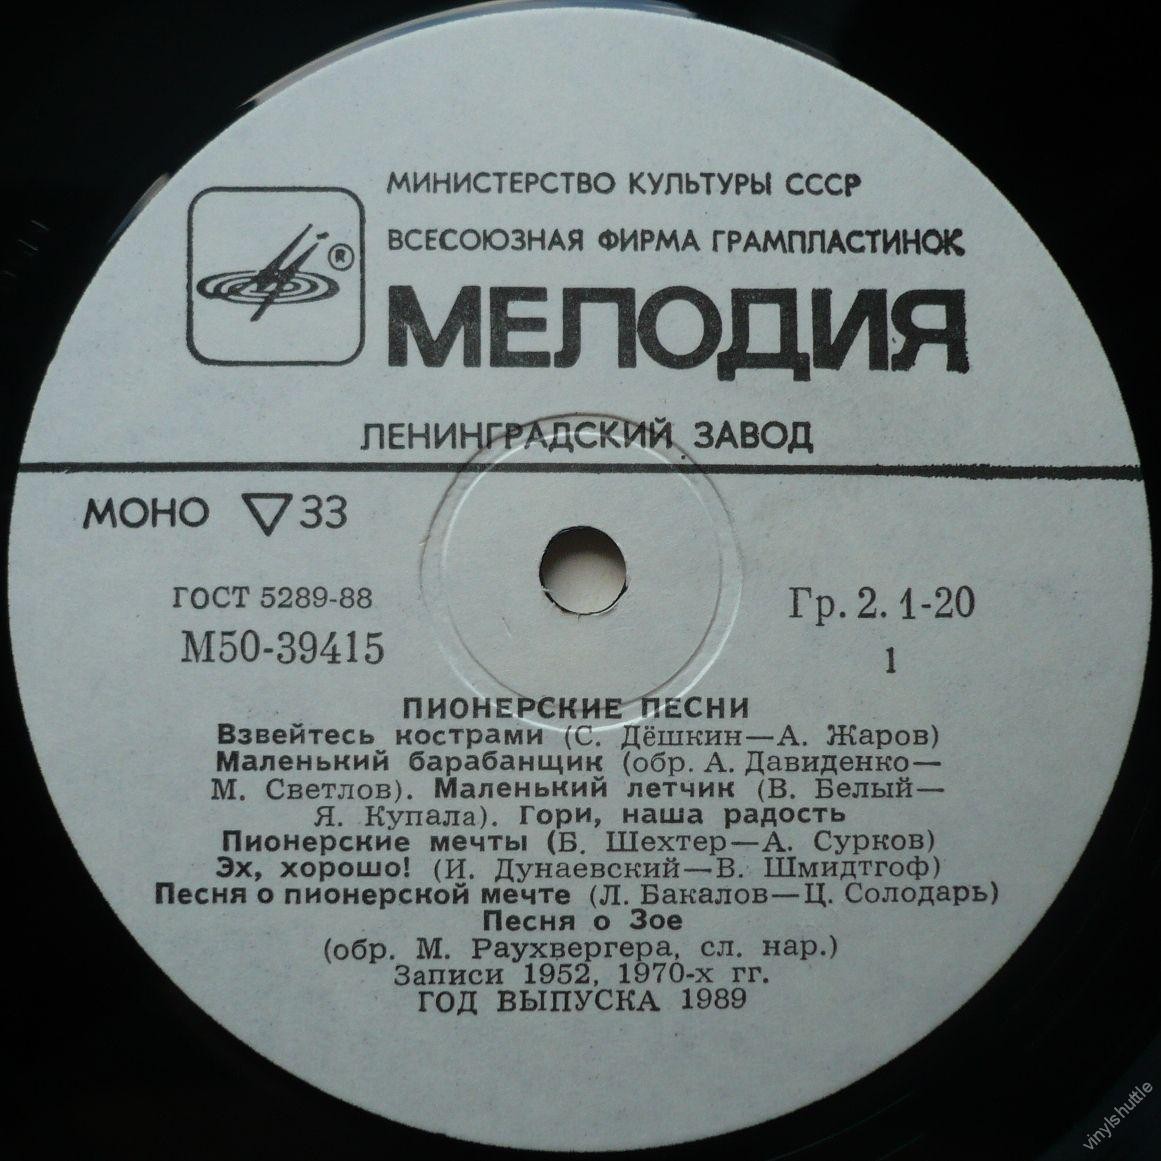 МИНИСТЕРСТВО КУЛЬТУРЫ СССР
ВСЕСОЮЗНАЯ ФИРМА ГРАМПЛАСТИНОК
®
МЕЛОДИЯ
ЛЕНИНГРАДСКИЙ ЗАВОД
МОНО ▽ 33
ГОСТ 5289-88
Гр. 2. 1-20
М50-39415
1
ПИОНЕРСКИЕ ПЕСНИ
Взвейтесь кострами (С. Дёшкин—А. Жаров)
Маленький барабанщик (обр. А. Давиденко—
М. Светлов). Маленький летчик (В. Белый—
Я. Купала). Гори, наша радость
Пионерские мечты (Б. Шехтер—А. Сурков)
Эх, хорошо! (И. Дунаевский—В. Шмидтгоф)
Песня о пионерской мечте (Л. Бакалов—Ц. Солодарь)
Песня о Зое
(обр. М. Раухвергера, сл. нар.)
Записи 1952, 1970-х гг.
ГОД ВЫПУСКА 1989
vinylshuttle